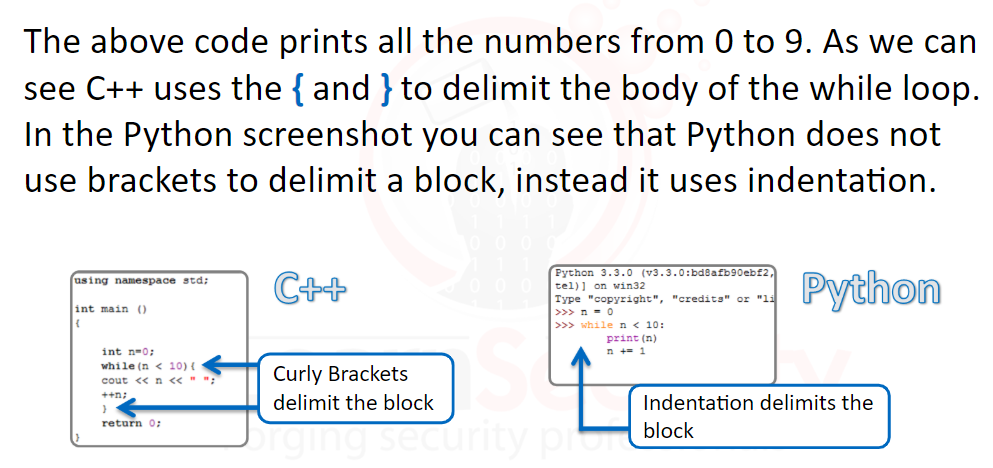 The above code prints all the numbers from 0 to 9. As we can
see C++ uses the { and } to delimit the body of the while loop.
In the Python screenshot you can see that Python does not
use brackets to delimit a block, instead it uses indentation.
using namespace std;
int main ()
{
int n=0;
while(n < 10){
cout << n << " ";
++n;
}
return 0;
}
C++
Curly Brackets
delimit the block
Python 3.3.0 (v3.3.0:bd8afb90ebf2,
tel)] on win32
Type "copyright", "credits" or "li
>>> n = 0
>>> while n < 10:
print(n)
n += 1
Python
Indentation delimits the
block